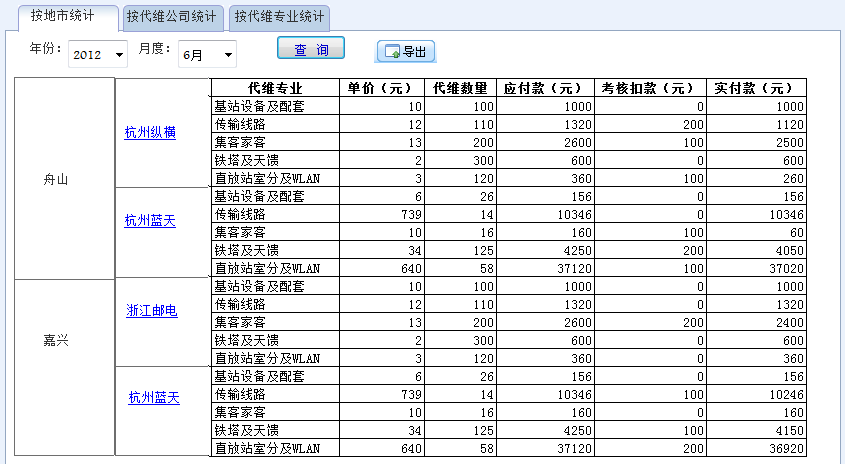 按地市统计 按代维公司统计 按代维专业统计
年份: 2012 月度: 6月 查 询 导出
代维专业 单价（元） 代维数量 应付款（元） 考核扣款（元） 实付款（元）
舟山
杭州纵横
基站设备及配套 10 100 1000 0 1000
传输线路 12 110 1320 200 1120
集客家客 13 200 2600 100 2500
铁塔及天馈 2 300 600 0 600
直放站室分及WLAN 3 120 360 100 260
杭州蓝天
基站设备及配套 6 26 156 0 156
传输线路 739 14 10346 0 10346
集客家客 10 16 160 100 60
铁塔及天馈 34 125 4250 200 4050
直放站室分及WLAN 640 58 37120 100 37020
嘉兴
浙江邮电
基站设备及配套 10 100 1000 0 1000
传输线路 12 110 1320 0 1320
集客家客 13 200 2600 200 2400
铁塔及天馈 2 300 600 0 600
直放站室分及WLAN 3 120 360 0 360
杭州蓝天
基站设备及配套 6 26 156 0 156
传输线路 739 14 10346 100 10246
集客家客 10 16 160 0 160
铁塔及天馈 34 125 4250 100 4150
直放站室分及WLAN 640 58 37120 200 36920